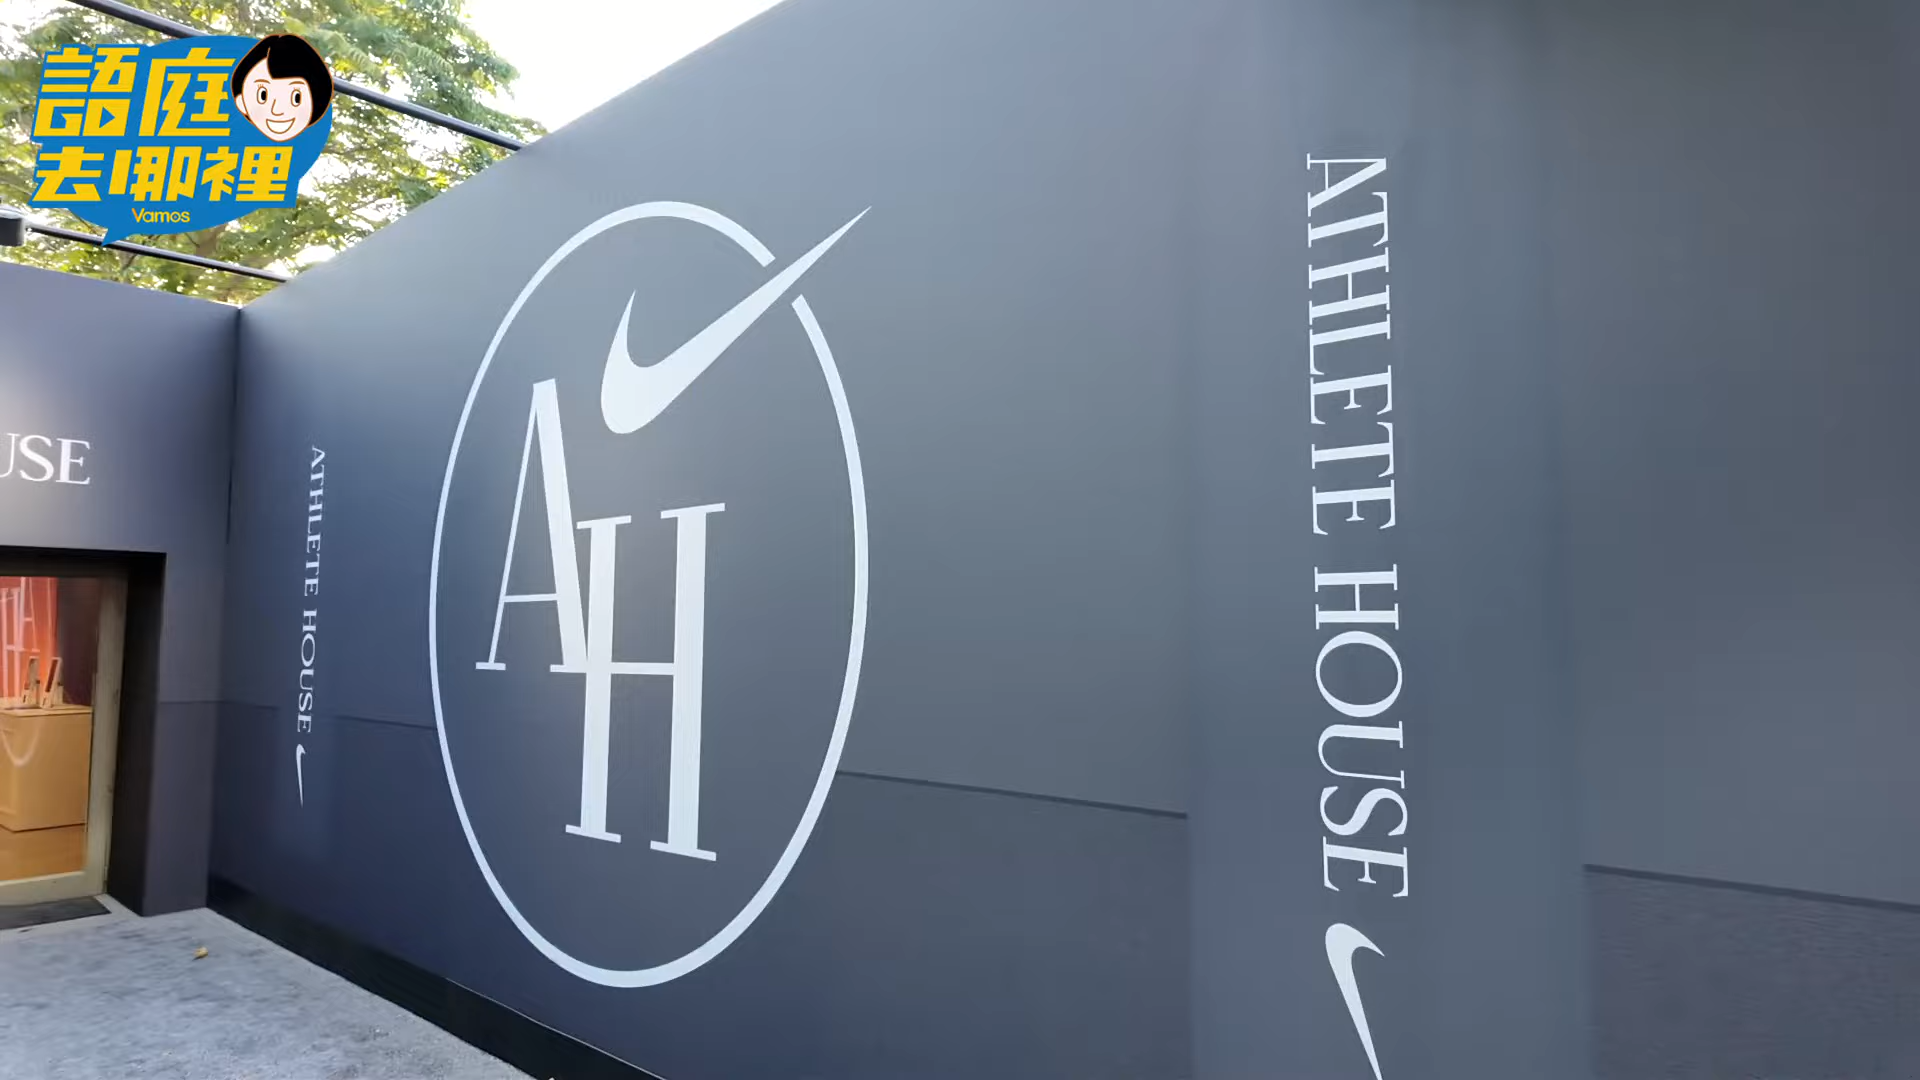 語庭
去哪裡
Vamos
USE
ATHLETE HOUSE
AH
ATHLETE HOUSE